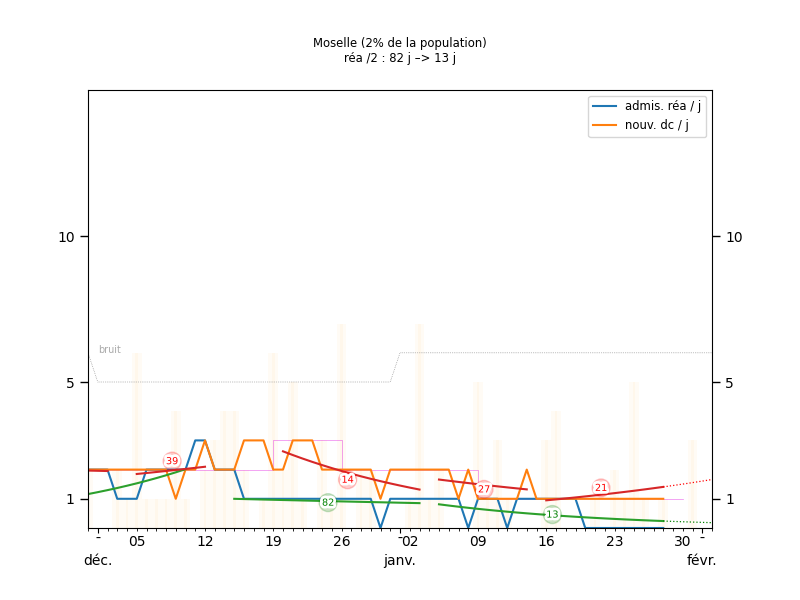 Moselle (2% de la population)
réa /2 : 82 j –> 13 j
admis. réa / j
nouv. dc / j
10
10
bruit
5
5
39
14
27
21
82
13
1
1
- 05 12 19 26 -02 09 16 23 30 -
déc. janv. févr.